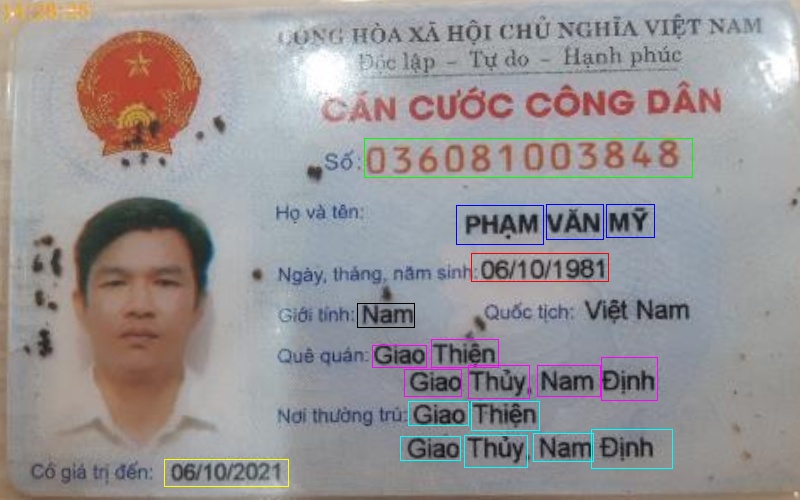 CỘNG HÒA XÃ HỘI CHỦ NGHĨA VIỆT NAM
Độc lập - Tự do - Hạnh phúc
CĂN CƯỚC CÔNG DÂN
Số: 036081003848
Họ và tên:
PHẠM VĂN MỸ
Ngày, tháng, năm sinh: 06/10/1981
Giới tính: Nam Quốc tịch: Việt Nam
Quê quán: Giao Thiện
Giao Thủy, Nam Định
Nơi thường trú: Giao Thiện
Giao Thủy, Nam Định
Có giá trị đến: 06/10/2021